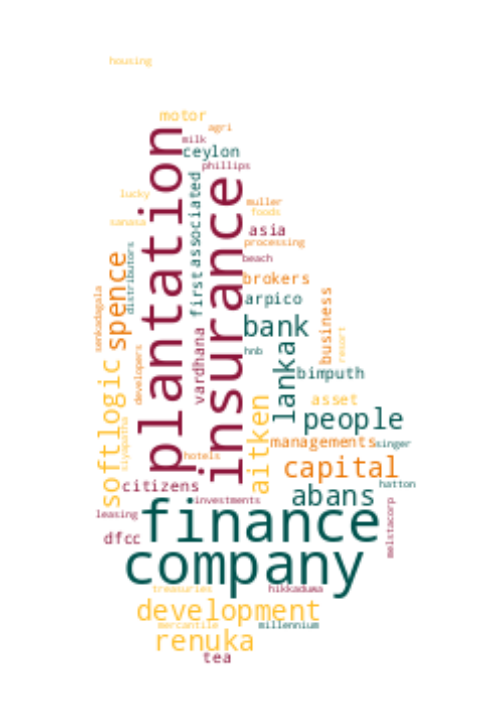 housing
motor
agri
milk
ceylon
phillips
plantation
insurance
associated
first
lucky
muller
foods
sanasa
asia
processing
distributors
beach
spence
brokers
senkadagala
arpico
business
bank
vardhana
hnb
resort
lanka
developers
bimputh
softlogic
siyapatha
aitken
asset
people
managements
singer
hotels
capital
citizens
hatton
abans
investments
finance
leasing
melstacorp
dfcc
company
treasuries
hikkaduwa
development
mercantile
millennium
renuka
tea